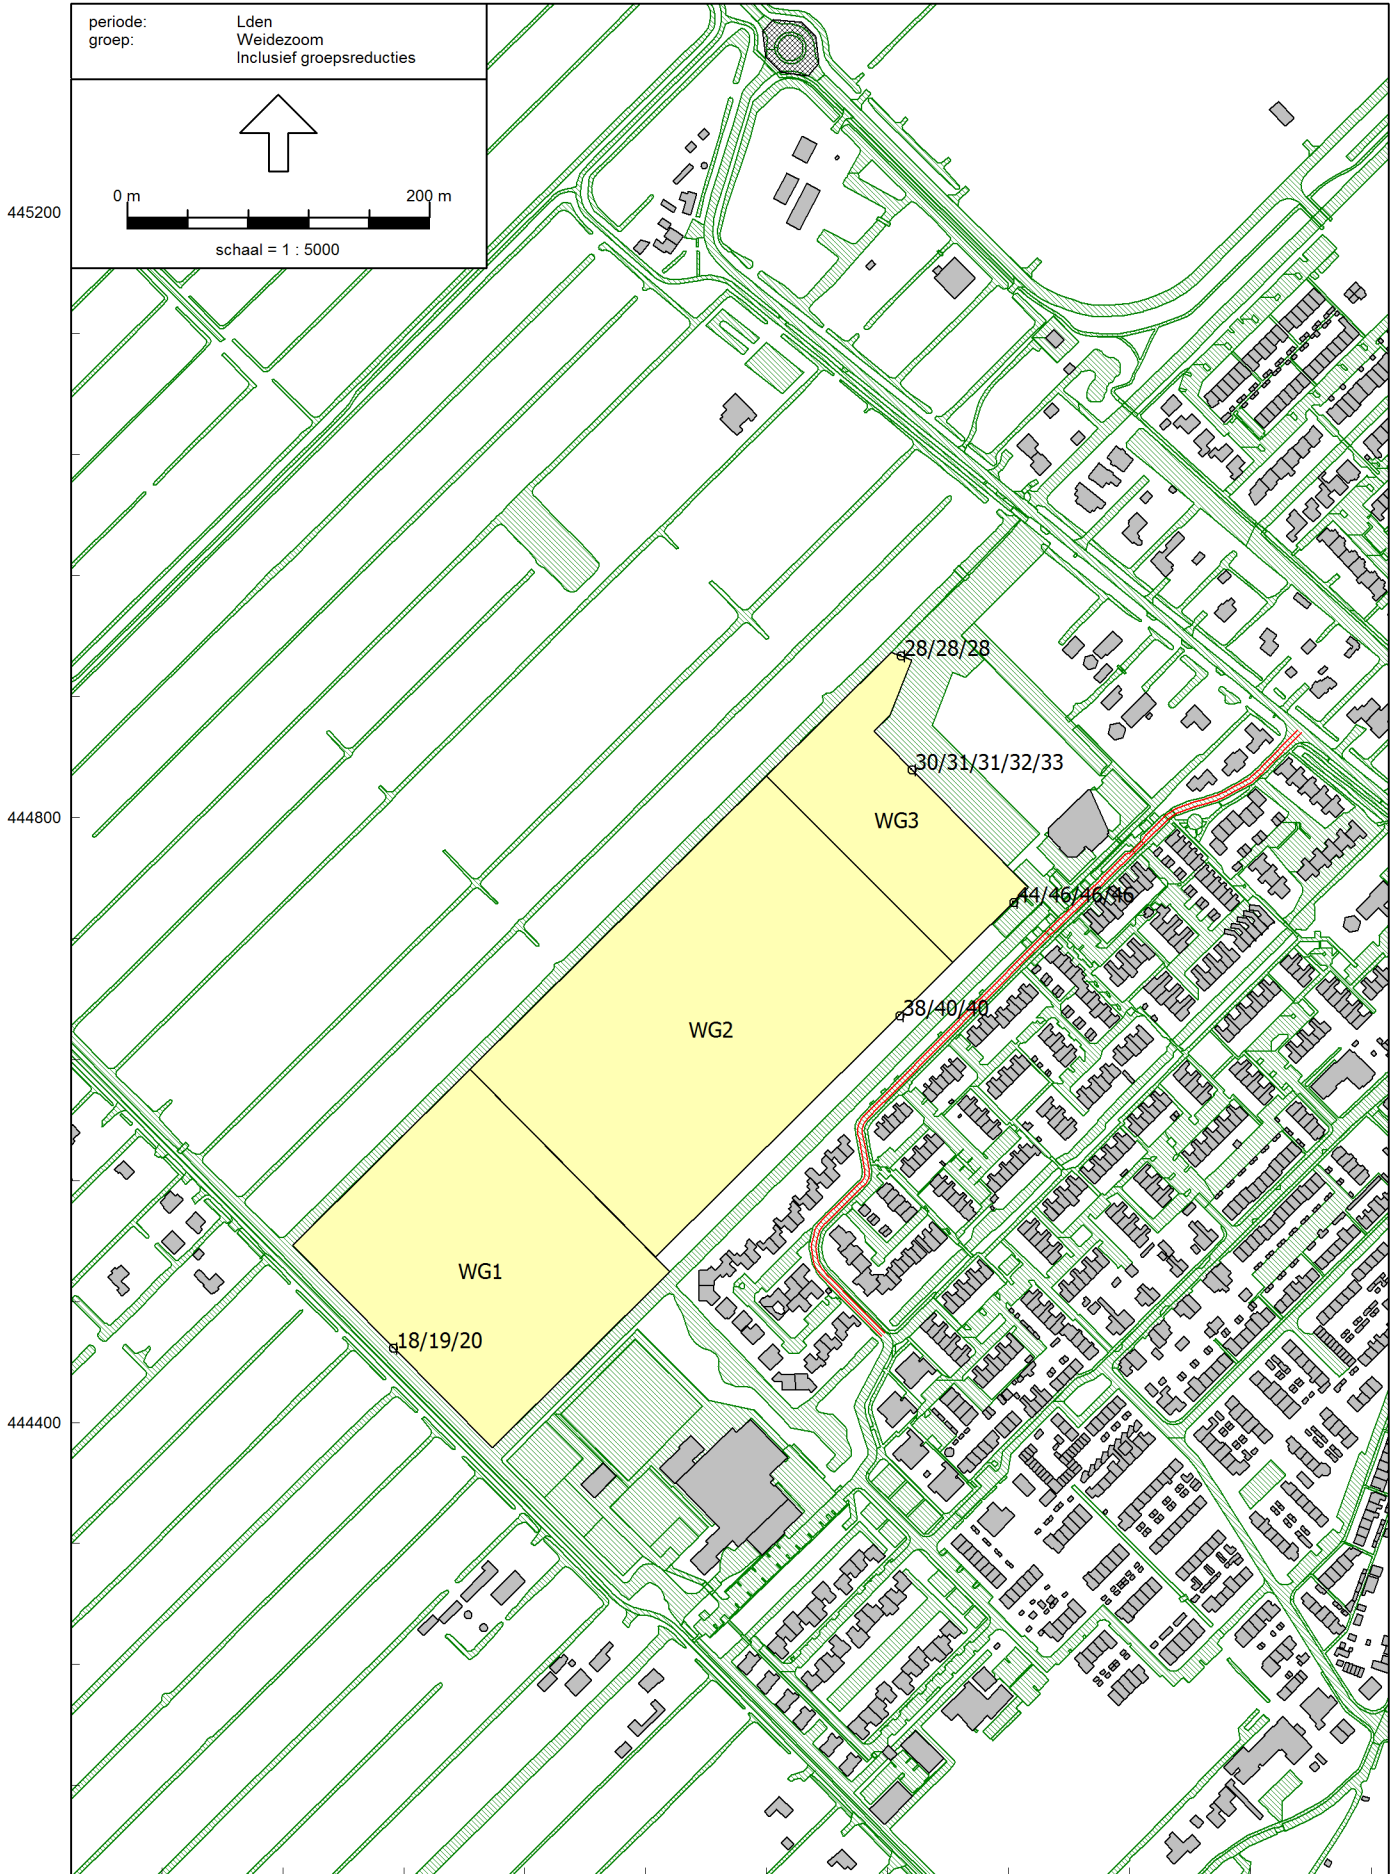 periode: Lden
groep: Weidezoom
Inclusief groepsreducties
0 m 200 m
schaal = 1 : 5000
445200
28/28/28
30/31/31/32/33
444800
WG3
44/46/46/46
38/40/40
WG2
WG1
18/19/20
444400